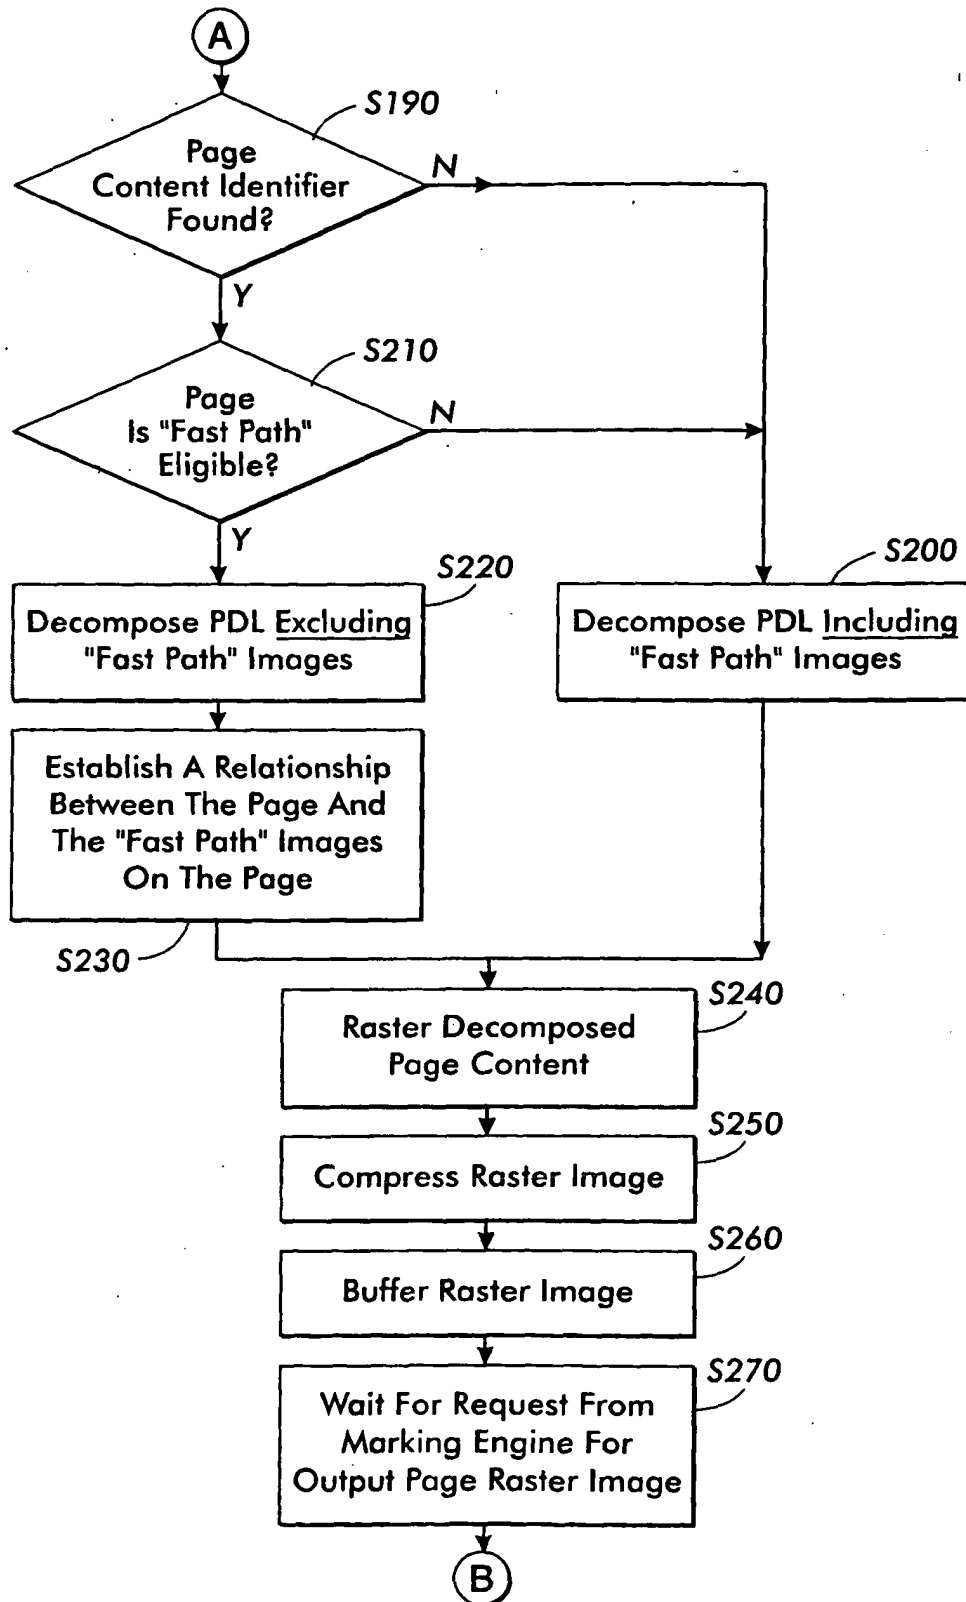 A
S190
Page
Content Identifier
Found?
N
Y
S210
Page
Is "Fast Path"
Eligible?
N
Y
S220
Decompose PDL Excluding
"Fast Path" Images
S200
Decompose PDL Including
"Fast Path" Images
Establish A Relationship
Between The Page And
The "Fast Path" Images
On The Page
S230
S240
Raster Decomposed
Page Content
S250
Compress Raster Image
S260
Buffer Raster Image
S270
Wait For Request From
Marking Engine For
Output Page Raster Image
B